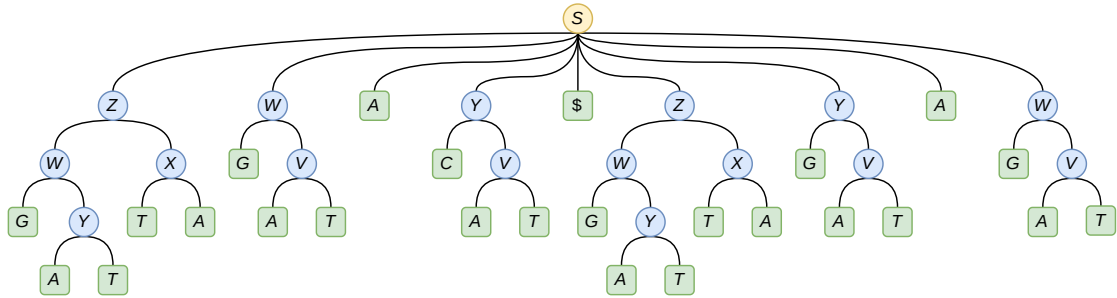 S
Z W A Y $ Z Y A W
W X G V C V W X G V G V
G Y T A A T A T G Y T A A T A T
A T A T